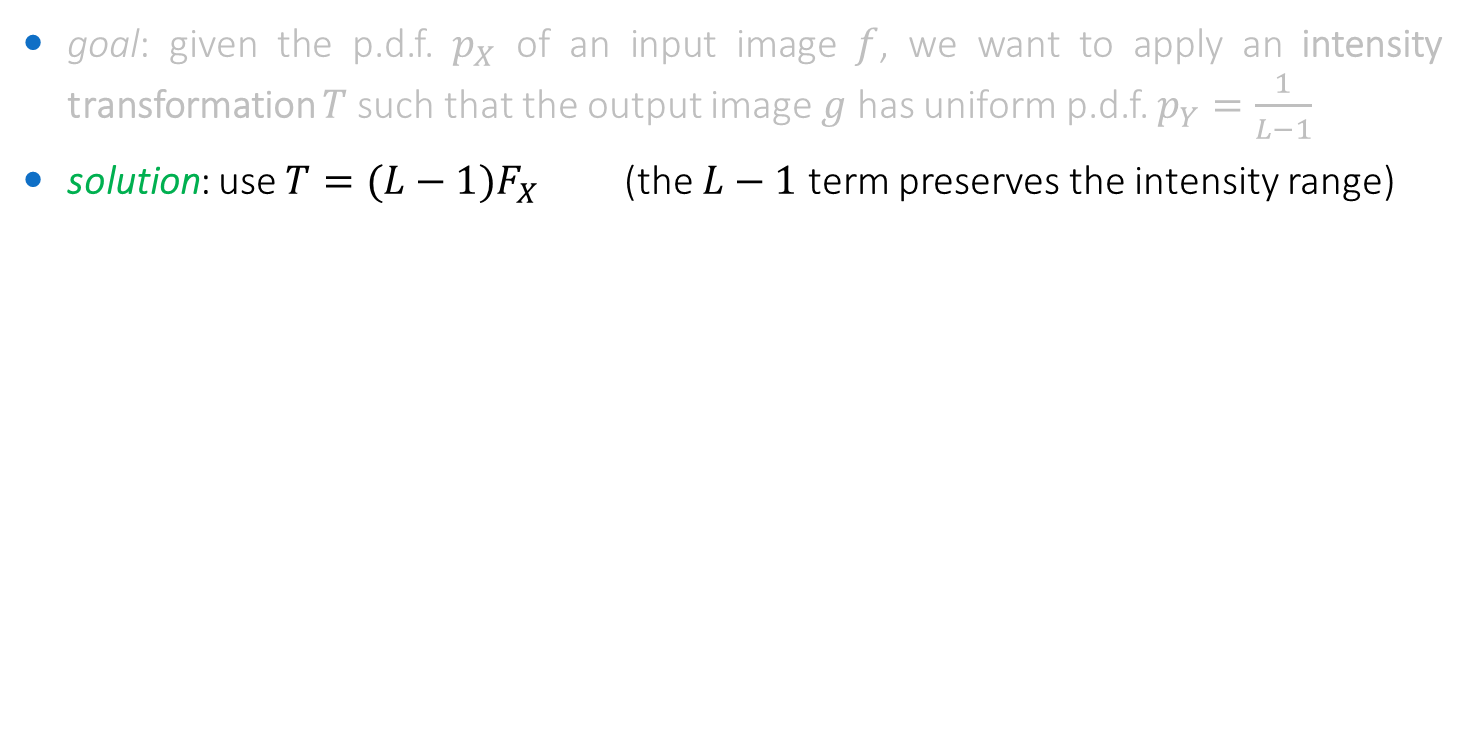 • goal: given the p.d.f. $p_X$ of an input image $f$, we want to apply an intensity
transformation $T$ such that the output image $g$ has uniform p.d.f. $p_Y = \frac{1}{L-1}$
• solution: use $T = (L - 1)F_X$ (the $L - 1$ term preserves the intensity range)